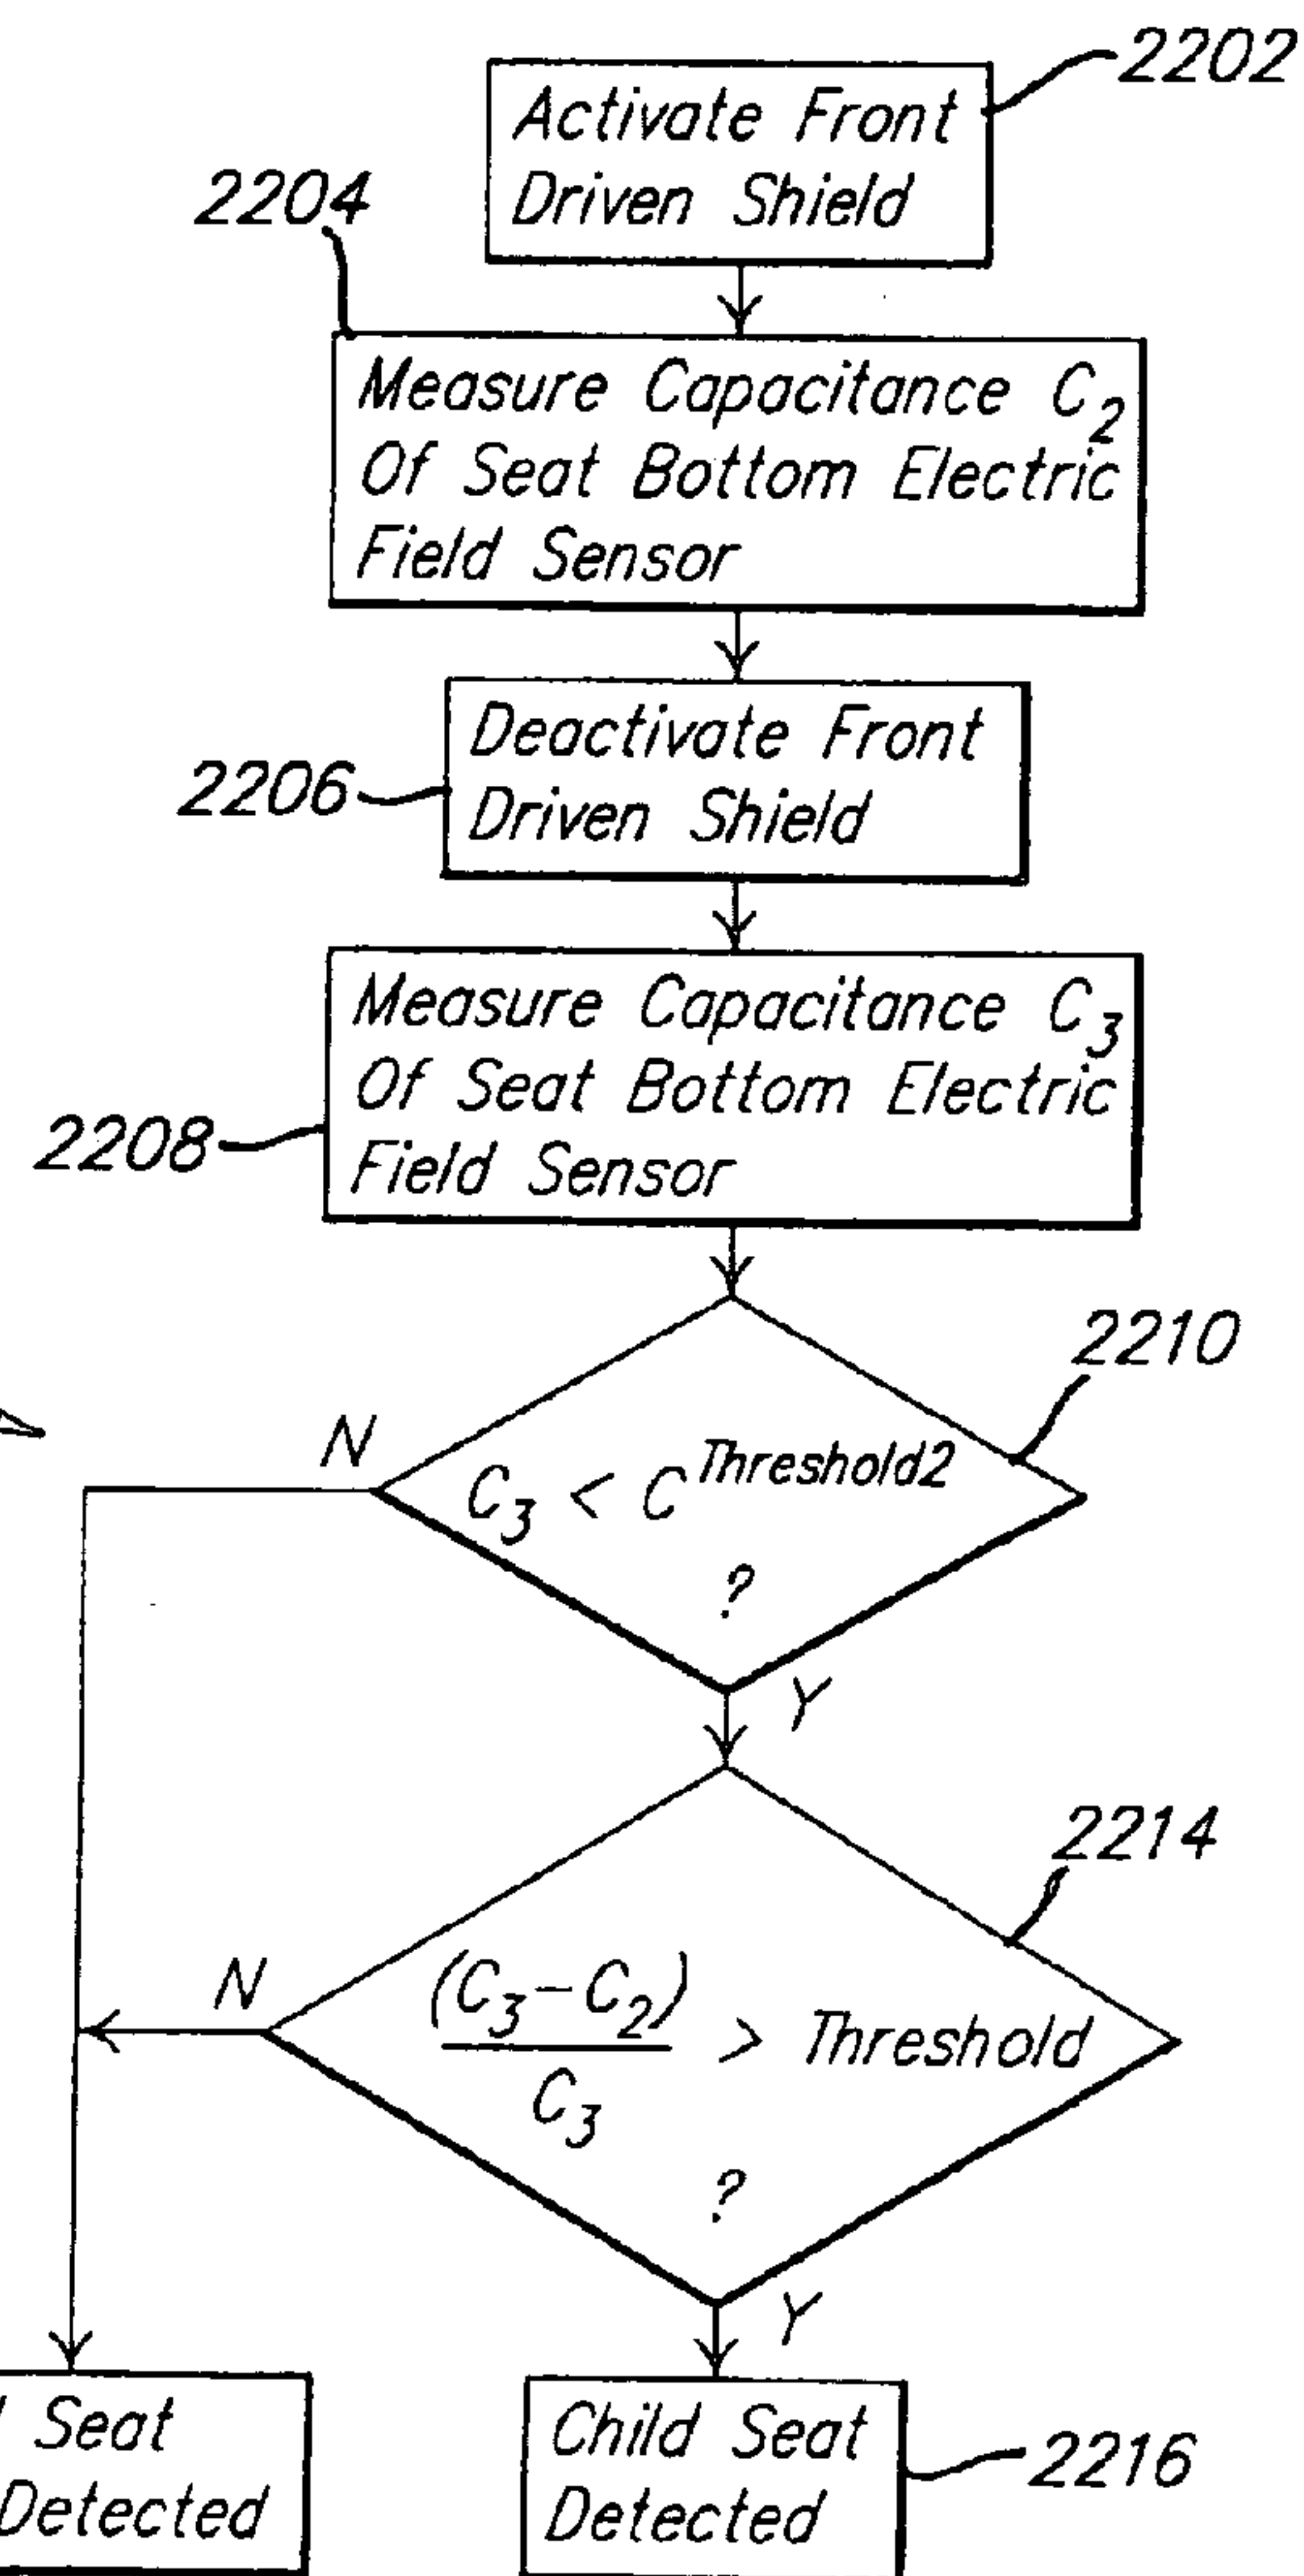 2202
Activate Front
Driven Shield
2204
Measure Capacitance C2
Of Seat Bottom Electric
Field Sensor
Deactivate Front
Driven Shield
2206
Measure Capacitance C3
Of Seat Bottom Electric
Field Sensor
2208
2210
N
C3 < C^Threshold2
?
Y
2214
N
(C3-C2)
C3
> Threshold
?
Y
Seat
Detected
Child Seat
Detected
2216